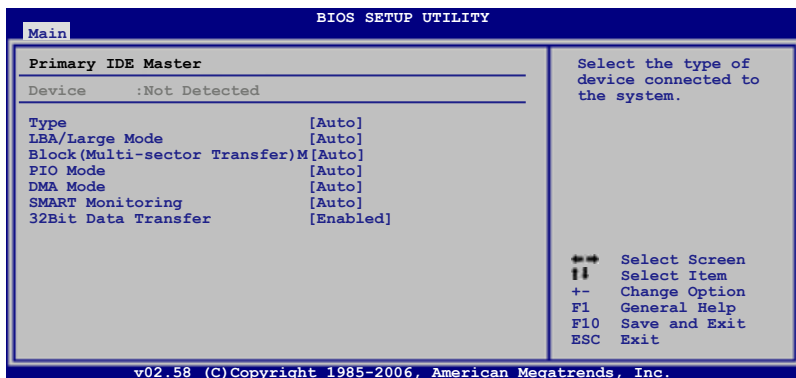 BIOS SETUP UTILITY
Main
Primary IDE Master
Device :Not Detected
Type [Auto]
LBA/Large Mode [Auto]
Block(Multi-sector Transfer)M[Auto]
PIO Mode [Auto]
DMA Mode [Auto]
SMART Monitoring [Auto]
32Bit Data Transfer [Enabled]
Select the type of
device connected to
the system.
Select Screen
Select Item
+- Change Option
F1 General Help
F10 Save and Exit
ESC Exit
v02.58 (C)Copyright 1985-2006, American Megatrends, Inc.